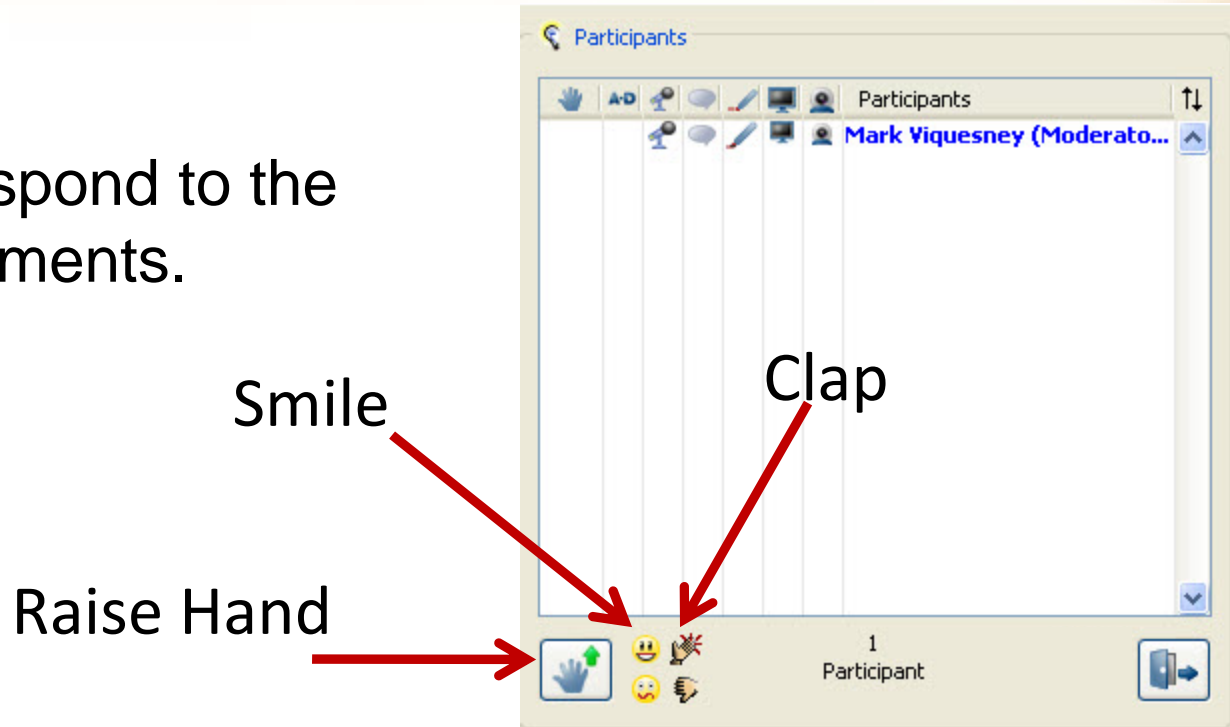 Participants
A-D Participants
Mark Viquesney (Moderato...
spond to the
ments.
Clap
Smile
Raise Hand
1
Participant